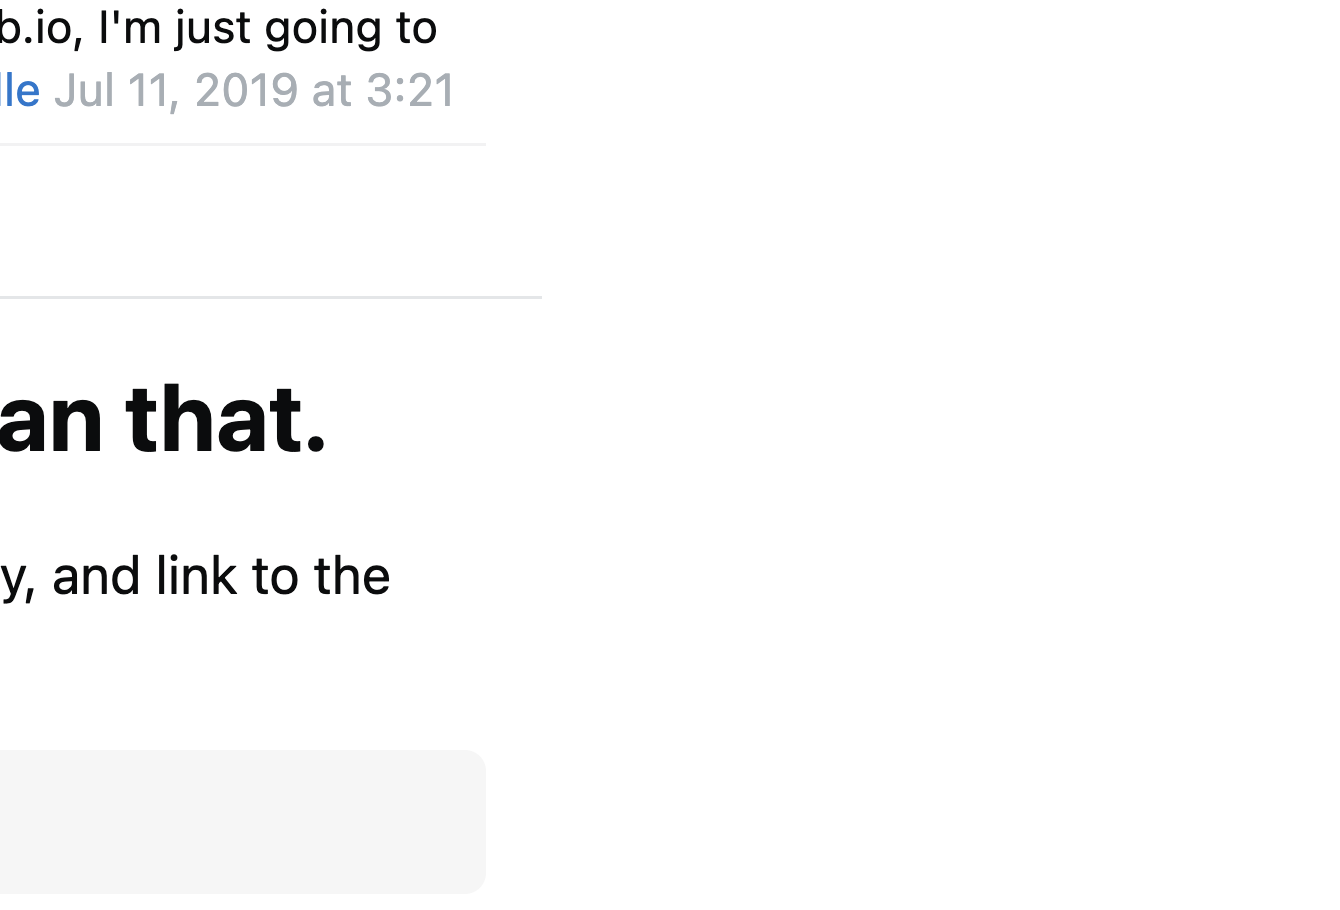 b.io, I'm just going to
lle Jul 11, 2019 at 3:21
an that.
y, and link to the